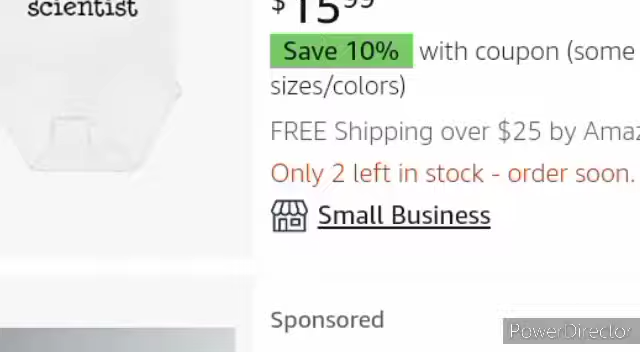 scientist
$15⁹⁹
Save 10% with coupon (some
sizes/colors)
FREE Shipping over $25 by Ama
Only 2 left in stock - order soon.
Small Business
Sponsored
PowerDirector